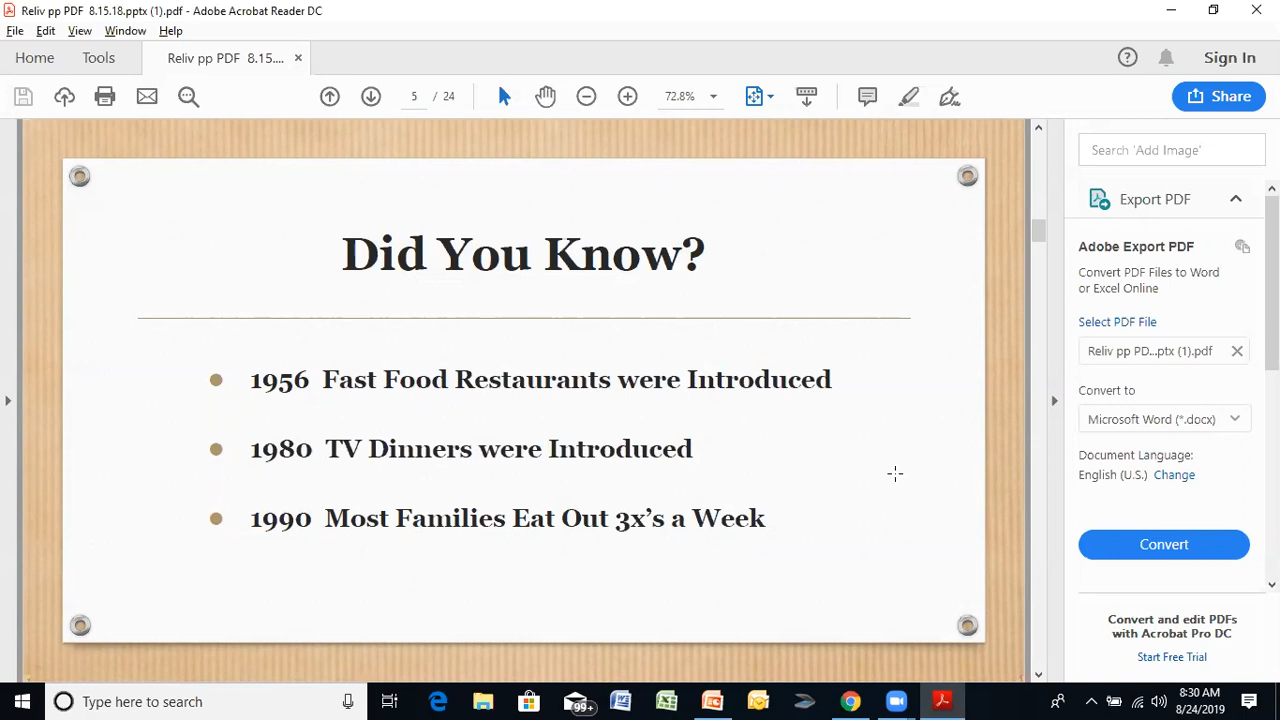 Reliv pp PDF 8.15.18.pptx (1).pdf - Adobe Acrobat Reader DC
File Edit View Window Help
Home Tools Reliv pp PDF 8.15.... × Sign In
5 / 24 72.8% Share
Search 'Add Image'
Export PDF
Adobe Export PDF
Convert PDF Files to Word
or Excel Online
Select PDF File
Reliv pp PD...ptx (1).pdf
Convert to
Microsoft Word (*.docx)
Document Language:
English (U.S.) Change
Convert
Convert and edit PDFs
with Acrobat Pro DC
Start Free Trial
Did You Know?
1956 Fast Food Restaurants were Introduced
1980 TV Dinners were Introduced
1990 Most Families Eat Out 3x's a Week
Type here to search
99+
8:30 AM
8/24/2019